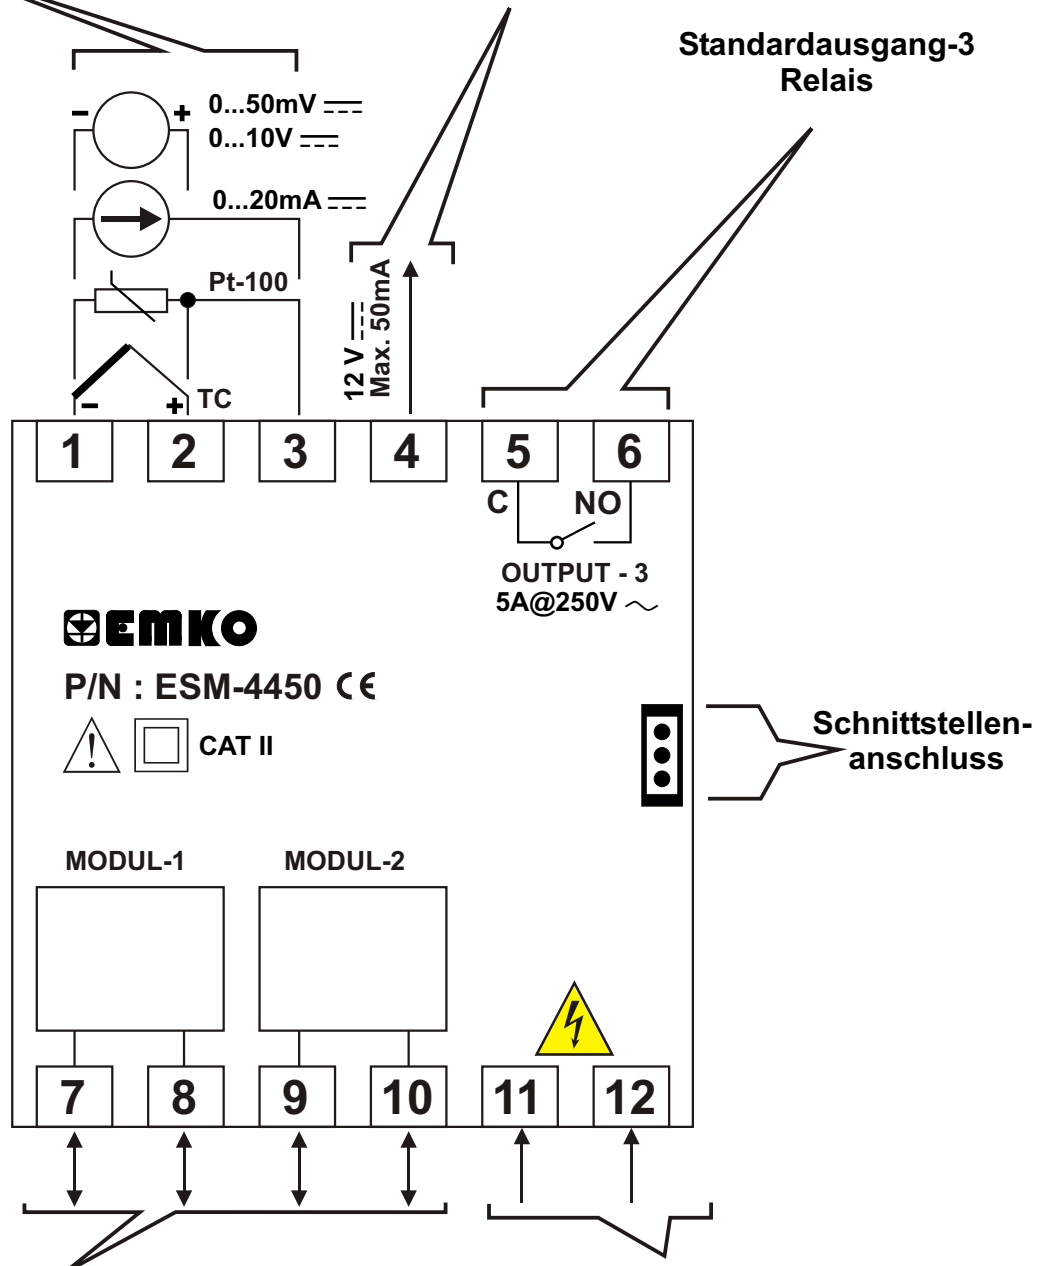 Standardausgang-3
Relais
- +
0...50mV
0...10V
0...20mA
Pt-100
12 V
Max. 50mA
- + TC
1 2 3 4 5 6
C NO
OUTPUT - 3
5A@250V ~
EMKO
P/N : ESM-4450 CE
! CAT II
Schnittstellen-
anschluss
MODUL-1 MODUL-2
7 8 9 10 11 12